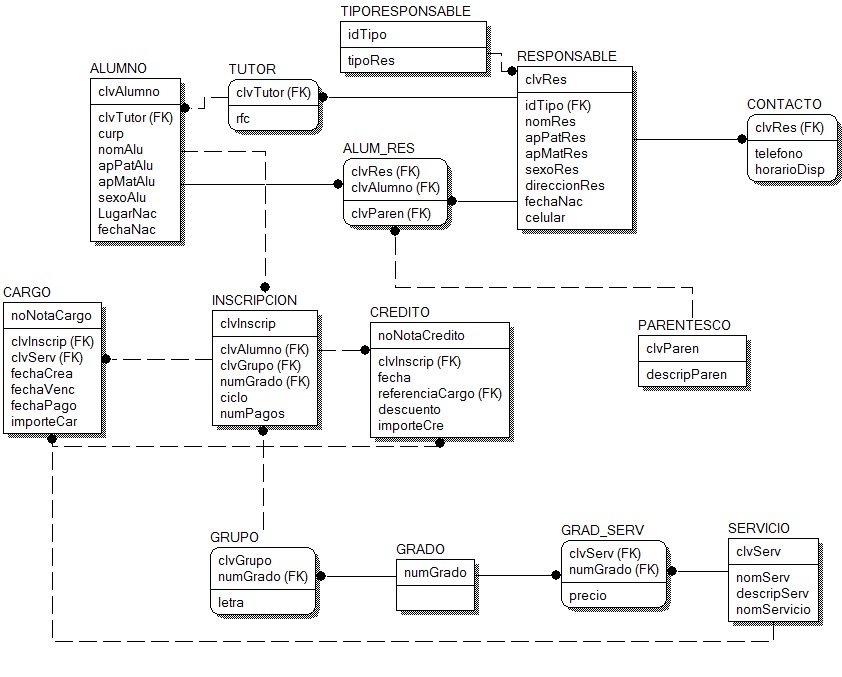 TIPORESPONSABLE
idTipo
tipoRes
ALUMNO
clvAlumno
clvTutor (FK)
curp
nomAlu
apPatAlu
apMatAlu
sexoAlu
LugarNac
fechaNac
TUTOR
clvTutor (FK)
rfc
RESPONSABLE
clvRes
idTipo (FK)
nomRes
apPatRes
apMatRes
sexoRes
direccionRes
fechaNac
celular
CONTACTO
clvRes (FK)
telefono
horarioDisp
ALUM_RES
clvRes (FK)
clvAlumno (FK)
clvParen (FK)
CARGO
noNotaCargo
clvInscrip (FK)
clvServ (FK)
fechaCrea
fechaVenc
fechaPago
importeCar
INSCRIPCION
clvInscrip
clvAlumno (FK)
clvGrupo (FK)
numGrado (FK)
ciclo
numPagos
CREDITO
noNotaCredito
clvInscrip (FK)
fecha
referenciaCargo (FK)
descuento
importeCre
PARENTESCO
clvParen
descripParen
GRUPO
clvGrupo
numGrado (FK)
letra
GRADO
numGrado
GRAD_SERV
clvServ (FK)
numGrado (FK)
precio
SERVICIO
clvServ
nomServ
descripServ
nomServicio